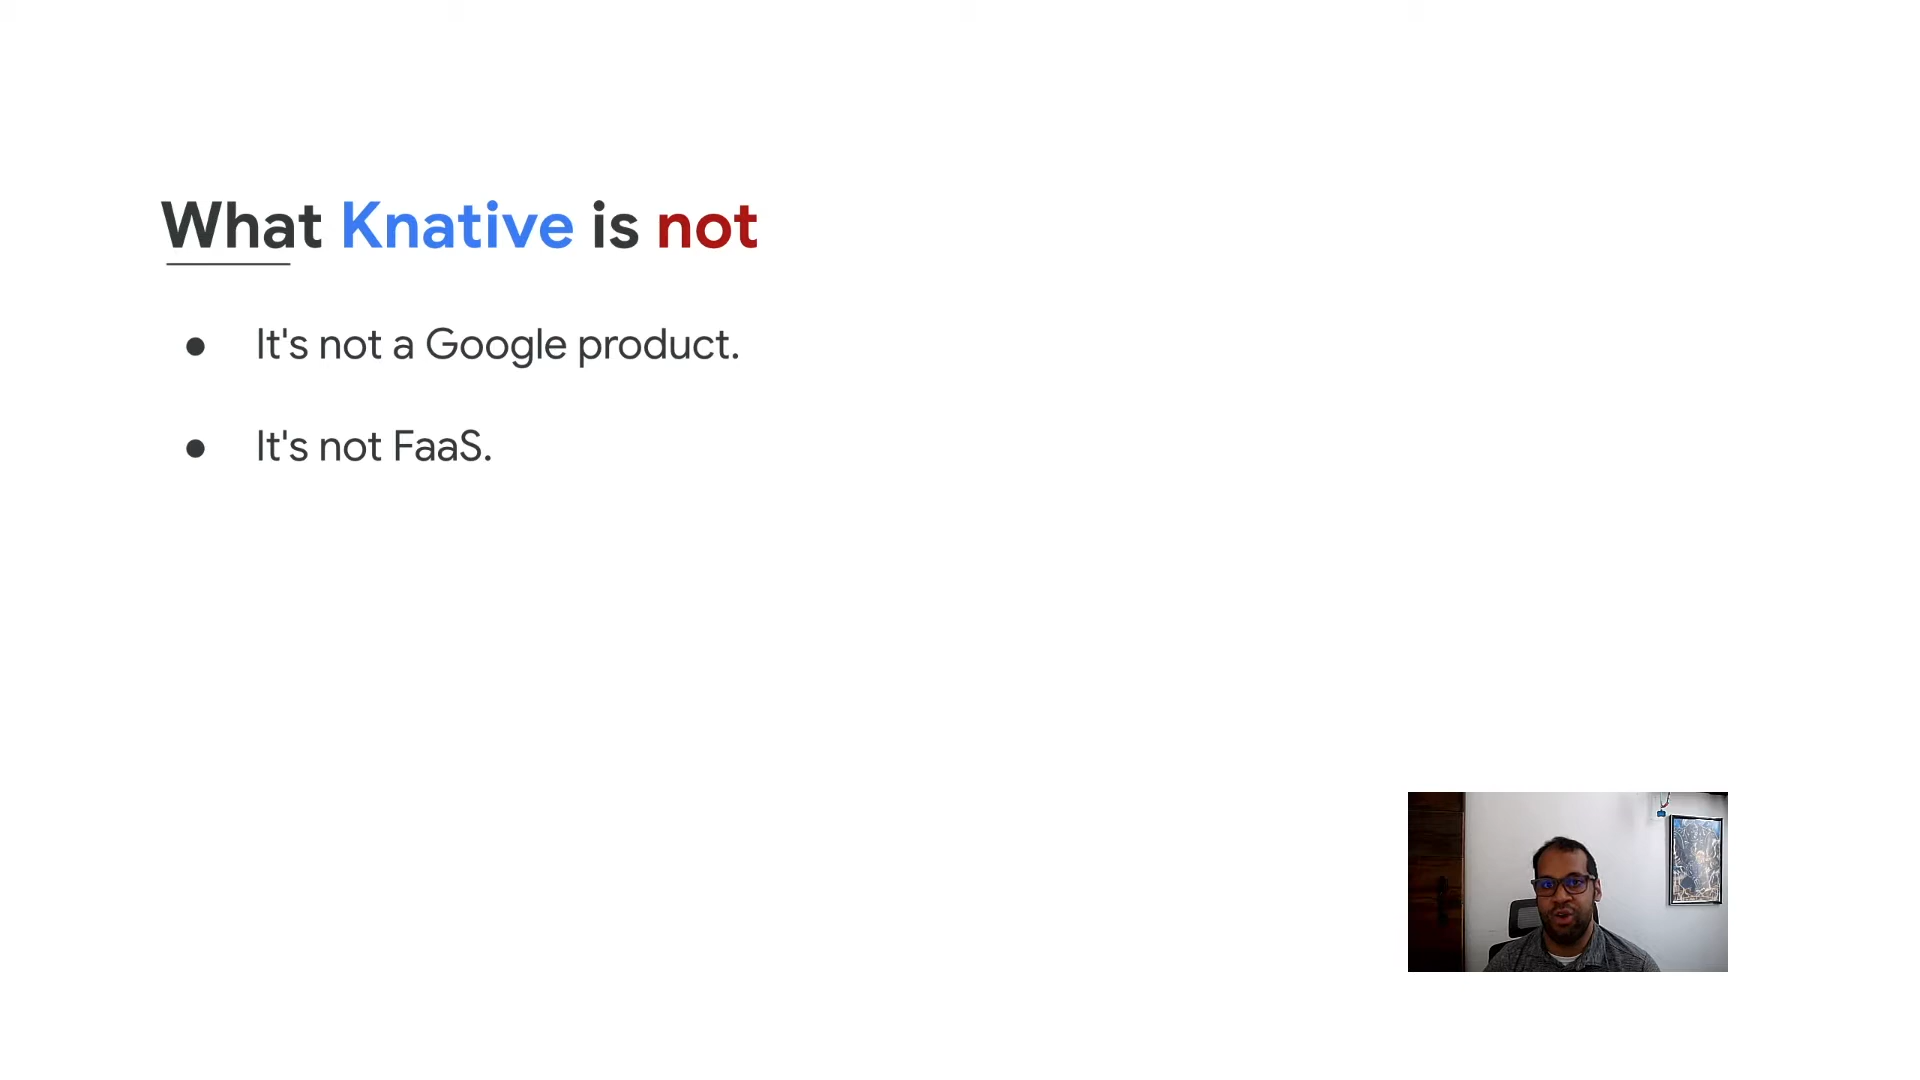 What Knative is not
● It's not a Google product.
● It's not FaaS.